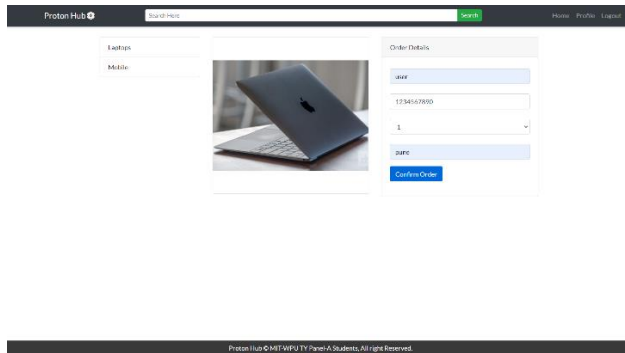 Proton Hub
Search Here
Search
Home Profile Logout
Laptops
Mobile
Order Details
user
1234567890
1
pune
Confirm Order
Proton Hub © MIT-WPU TY Panel-A Students, All right Reserved.